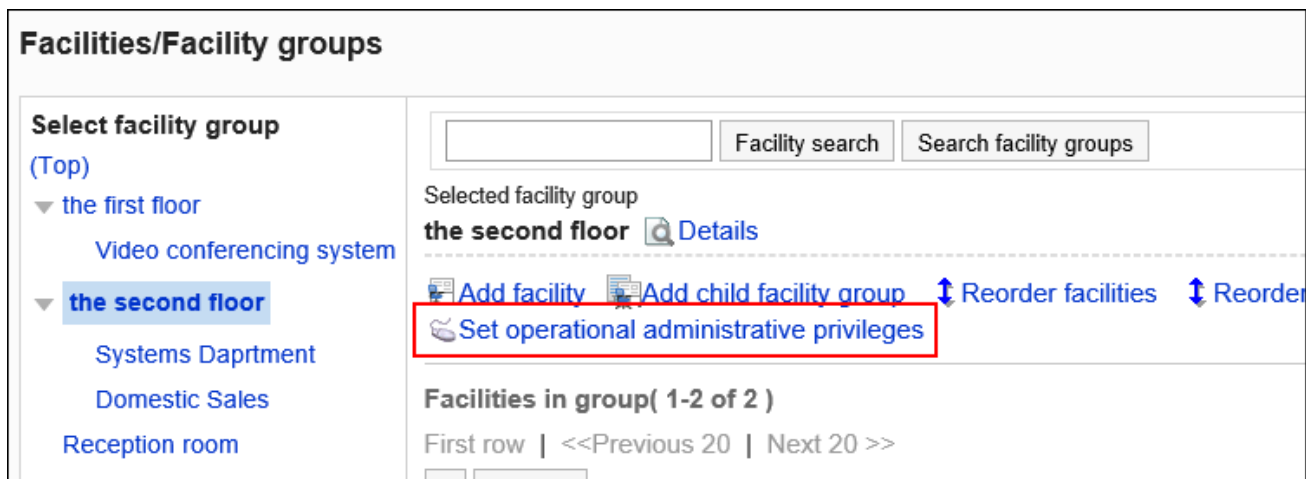 Facilities/Facility groups
Select facility group
(Top)
the first floor
Video conferencing system
the second floor
Systems Daprtment
Domestic Sales
Reception room
Facility search Search facility groups
Selected facility group
the second floor Details
Add facility Add child facility group Reorder facilities Reorder
Set operational administrative privileges
Facilities in group( 1-2 of 2 )
First row | <<Previous 20 | Next 20 >>